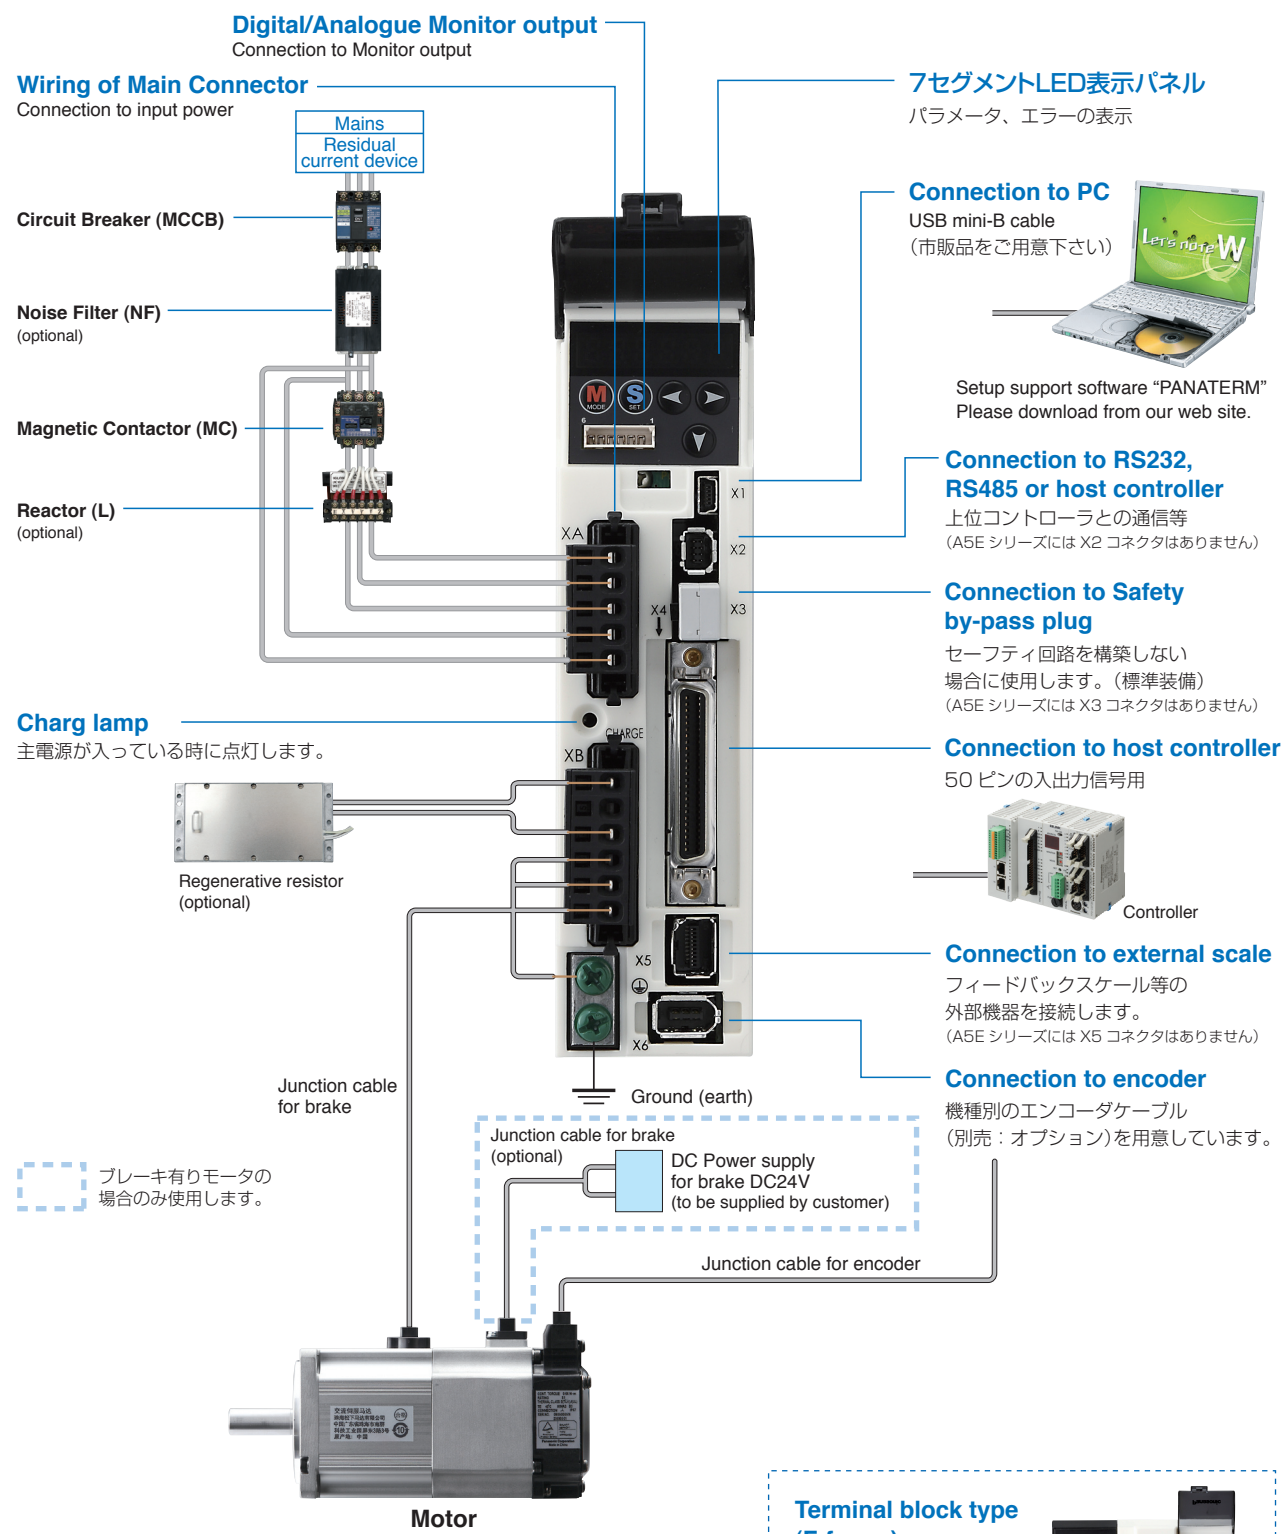 Digital/Analogue Monitor output
Connection to Monitor output
Wiring of Main Connector
Connection to input power
Mains
Residual
current device
Circuit Breaker (MCCB)
Noise Filter (NF)
(optional)
Magnetic Contactor (MC)
Reactor (L)
(optional)
Charg lamp
主電源が入っている時に点灯します。
Regenerative resistor
(optional)
Junction cable
for brake
ブレーキ有りモータの
場合のみ使用します。
M
MODE
S
SET
6
1
X1
X2
X3
X4
XA
CHARGE
XB
X5
X6
Ground (earth)
Junction cable for brake
(optional)
DC Power supply
for brake DC24V
(to be supplied by customer)
Junction cable for encoder
7セグメントLED表示パネル
パラメータ、エラーの表示
Connection to PC
USB mini-B cable
（市販品をご用意下さい）
Let's note W
Setup support software “PANATERM”
Please download from our web site.
Connection to RS232,
RS485 or host controller
上位コントローラとの通信等
（A5E シリーズには X2 コネクタはありません）
Connection to Safety
by-pass plug
セーフティ回路を構築しない
場合に使用します。（標準装備）
（A5E シリーズには X3 コネクタはありません）
Connection to host controller
50 ピンの入出力信号用
Controller
Connection to external scale
フィードバックスケール等の
外部機器を接続します。
（A5E シリーズには X5 コネクタはありません）
Connection to encoder
機種別のエンコーダケーブル
（別売：オプション）を用意しています。
交流伺服马达
Motor
Terminal block type
Panasonic